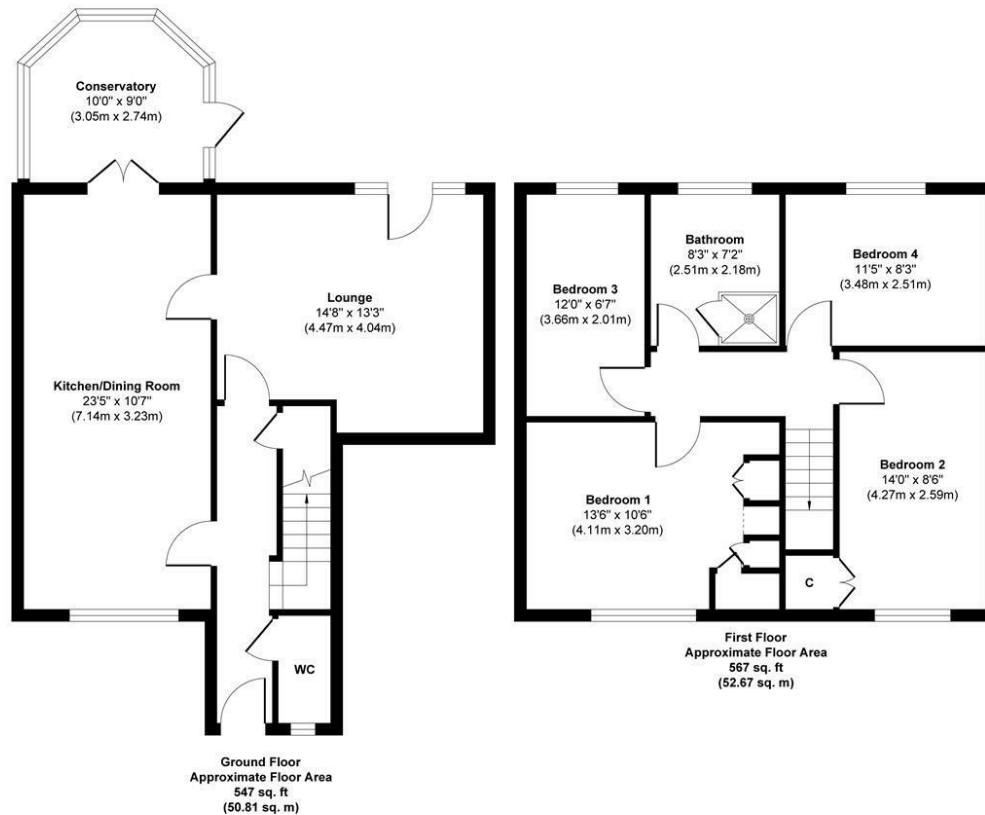 Conservatory
10'0" x 9'0"
(3.05m x 2.74m)
Lounge
14'8" x 13'3"
(4.47m x 4.04m)
Kitchen/Dining Room
23'5" x 10'7"
(7.14m x 3.23m)
WC
Ground Floor
Approximate Floor Area
547 sq. ft
(50.81 sq. m)
Bathroom
8'3" x 7'2"
(2.51m x 2.18m)
Bedroom 4
11'5" x 8'3"
(3.48m x 2.51m)
Bedroom 3
12'0" x 6'7"
(3.66m x 2.01m)
Bedroom 2
14'0" x 8'6"
(4.27m x 2.59m)
Bedroom 1
13'6" x 10'6"
(4.11m x 3.20m)
C
First Floor
Approximate Floor Area
567 sq. ft
(52.67 sq. m)